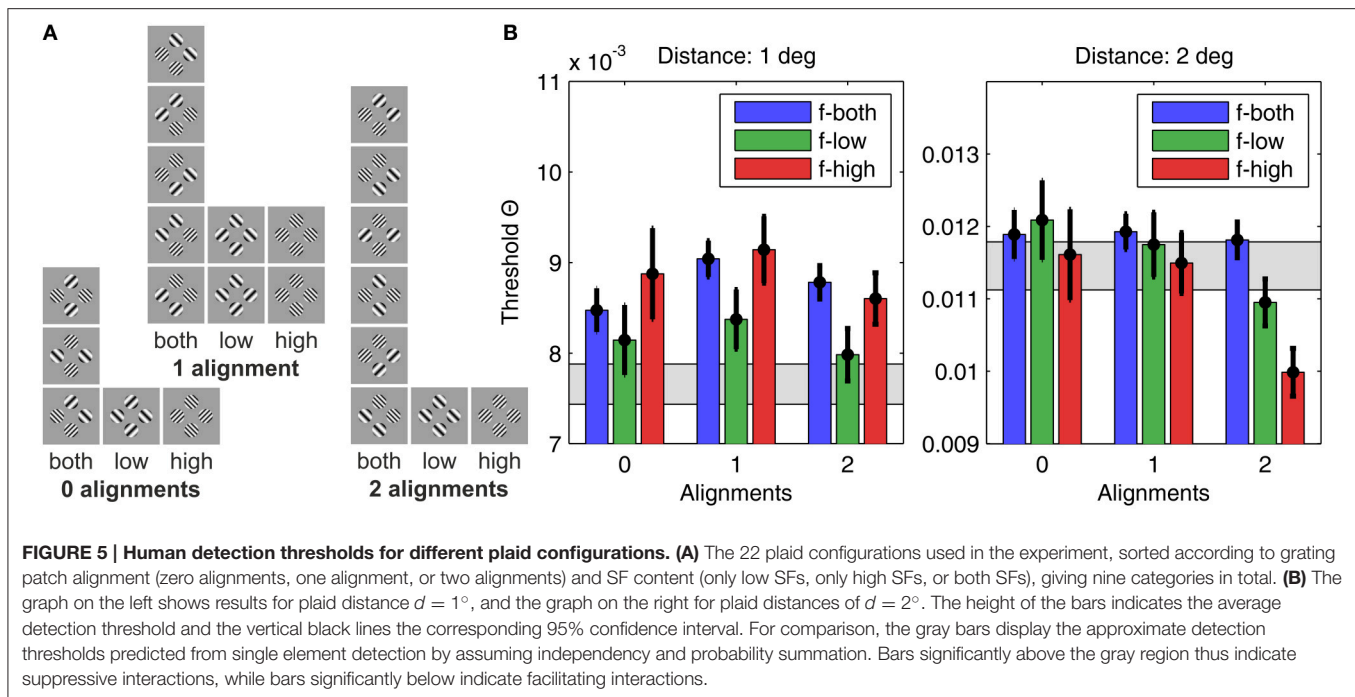 A
both low high
0 alignments
both low high
1 alignment
both low high
2 alignments
B
Distance: 1 deg
x 10-3
11
10
9
8
7
Threshold Θ
f-both
f-low
f-high
0 1 2
Alignments
Distance: 2 deg
0.013
0.012
0.011
0.01
0.009
f-both
f-low
f-high
0 1 2
Alignments
FIGURE 5 | Human detection thresholds for different plaid configurations. (A) The 22 plaid configurations used in the experiment, sorted according to grating
patch alignment (zero alignments, one alignment, or two alignments) and SF content (only low SFs, only high SFs, or both SFs), giving nine categories in total. (B) The
graph on the left shows results for plaid distance d = 1°, and the graph on the right for plaid distances of d = 2°. The height of the bars indicates the average
detection threshold and the vertical black lines the corresponding 95% confidence interval. For comparison, the gray bars display the approximate detection
thresholds predicted from single element detection by assuming independency and probability summation. Bars significantly above the gray region thus indicate
suppressive interactions, while bars significantly below indicate facilitating interactions.